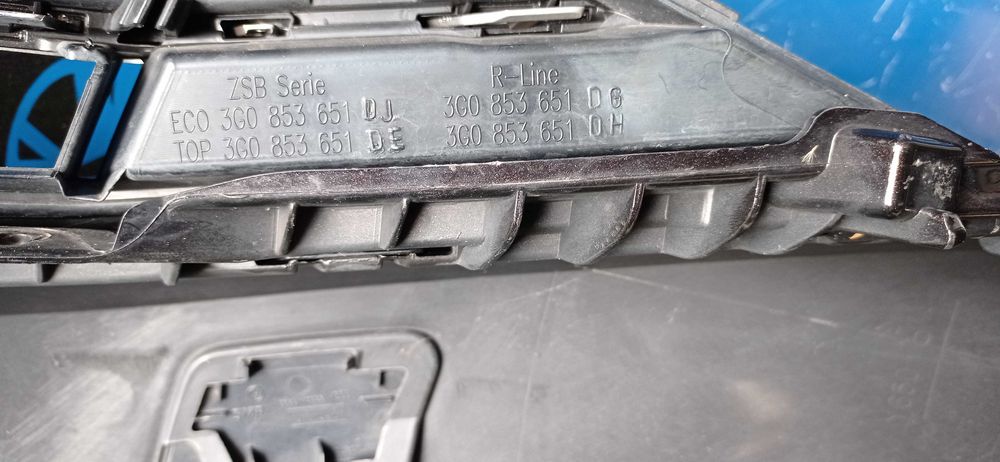 ZSB Serie R-Line
ECO 3G0 853 651 DJ 3G0 853 651 DG
TOP 3G0 853 651 DE 3G0 853 651 DH